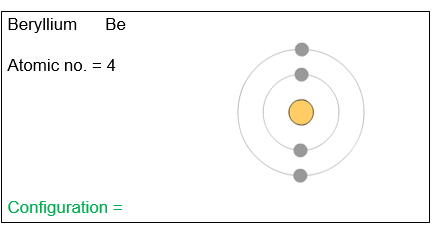 Beryllium Be
Atomic no. = 4
Configuration =